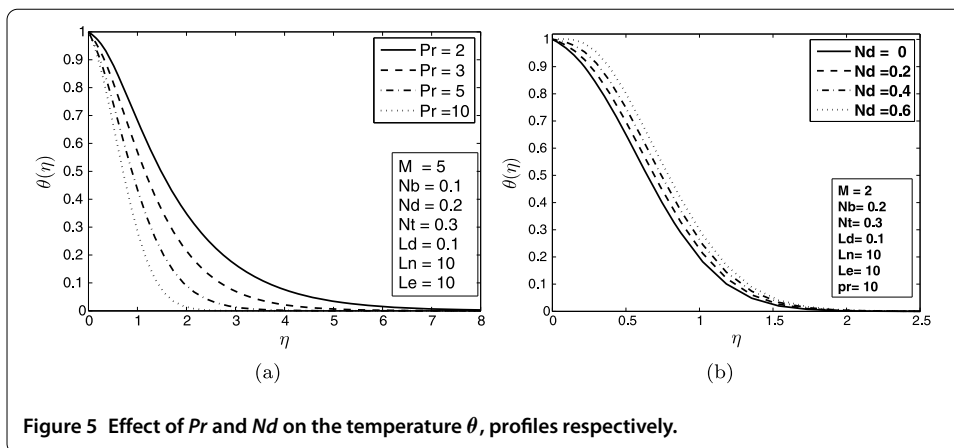 1
0.9
0.8
0.7
0.6
0.5
0.4
0.3
0.2
0.1
0
θ(η)
Pr = 2
Pr = 3
Pr = 5
Pr =10
M = 5
Nb = 0.1
Nd = 0.2
Nt = 0.3
Ld = 0.1
Ln = 10
Le = 10
0 1 2 3 4 5 6 7 8
η
(a)
1
0.9
0.8
0.7
0.6
0.5
0.4
0.3
0.2
0.1
0
θ(η)
Nd = 0
Nd =0.2
Nd =0.4
Nd =0.6
M = 2
Nb= 0.2
Nt= 0.3
Ld= 0.1
Ln= 10
Le= 10
pr= 10
0 0.5 1 1.5 2 2.5
η
(b)
Figure 5 Effect of Pr and Nd on the temperature θ, profiles respectively.